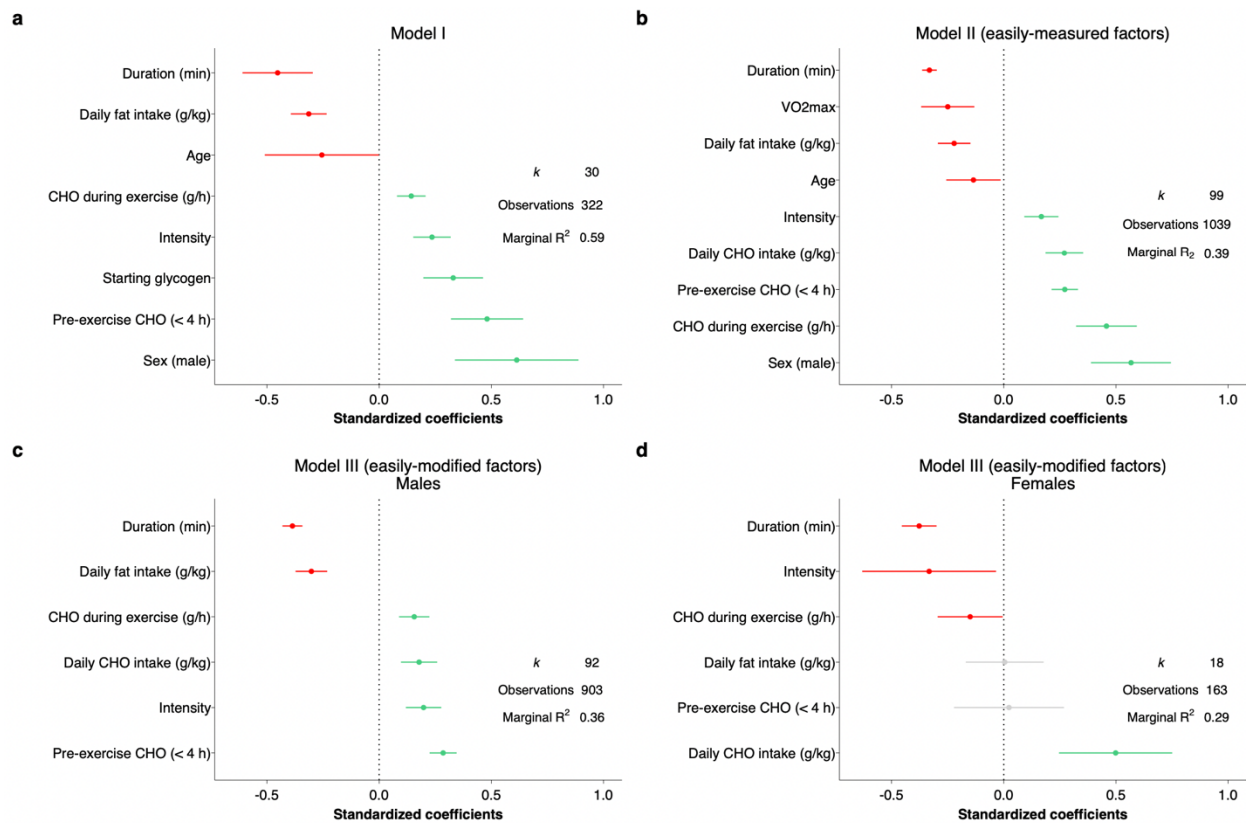 a
Model I
Duration (min)
Daily fat intake (g/kg)
Age
CHO during exercise (g/h)
Intensity
Starting glycogen
Pre-exercise CHO (< 4 h)
Sex (male)
k 30
Observations 322
Marginal R² 0.59
-0.5 0.0 0.5 1.0
Standardized coefficients
b
Model II (easily-measured factors)
Duration (min)
VO2max
Daily fat intake (g/kg)
Age
Intensity
Daily CHO intake (g/kg)
Pre-exercise CHO (< 4 h)
CHO during exercise (g/h)
Sex (male)
k 99
Observations 1039
Marginal R₂ 0.39
-0.5 0.0 0.5 1.0
Standardized coefficients
c
Model III (easily-modified factors)
Males
Duration (min)
Daily fat intake (g/kg)
CHO during exercise (g/h)
Daily CHO intake (g/kg)
Intensity
Pre-exercise CHO (< 4 h)
k 92
Observations 903
Marginal R² 0.36
-0.5 0.0 0.5 1.0
Standardized coefficients
d
Model III (easily-modified factors)
Females
Duration (min)
Intensity
CHO during exercise (g/h)
Daily fat intake (g/kg)
Pre-exercise CHO (< 4 h)
Daily CHO intake (g/kg)
k 18
Observations 163
Marginal R² 0.29
-0.5 0.0 0.5 1.0
Standardized coefficients